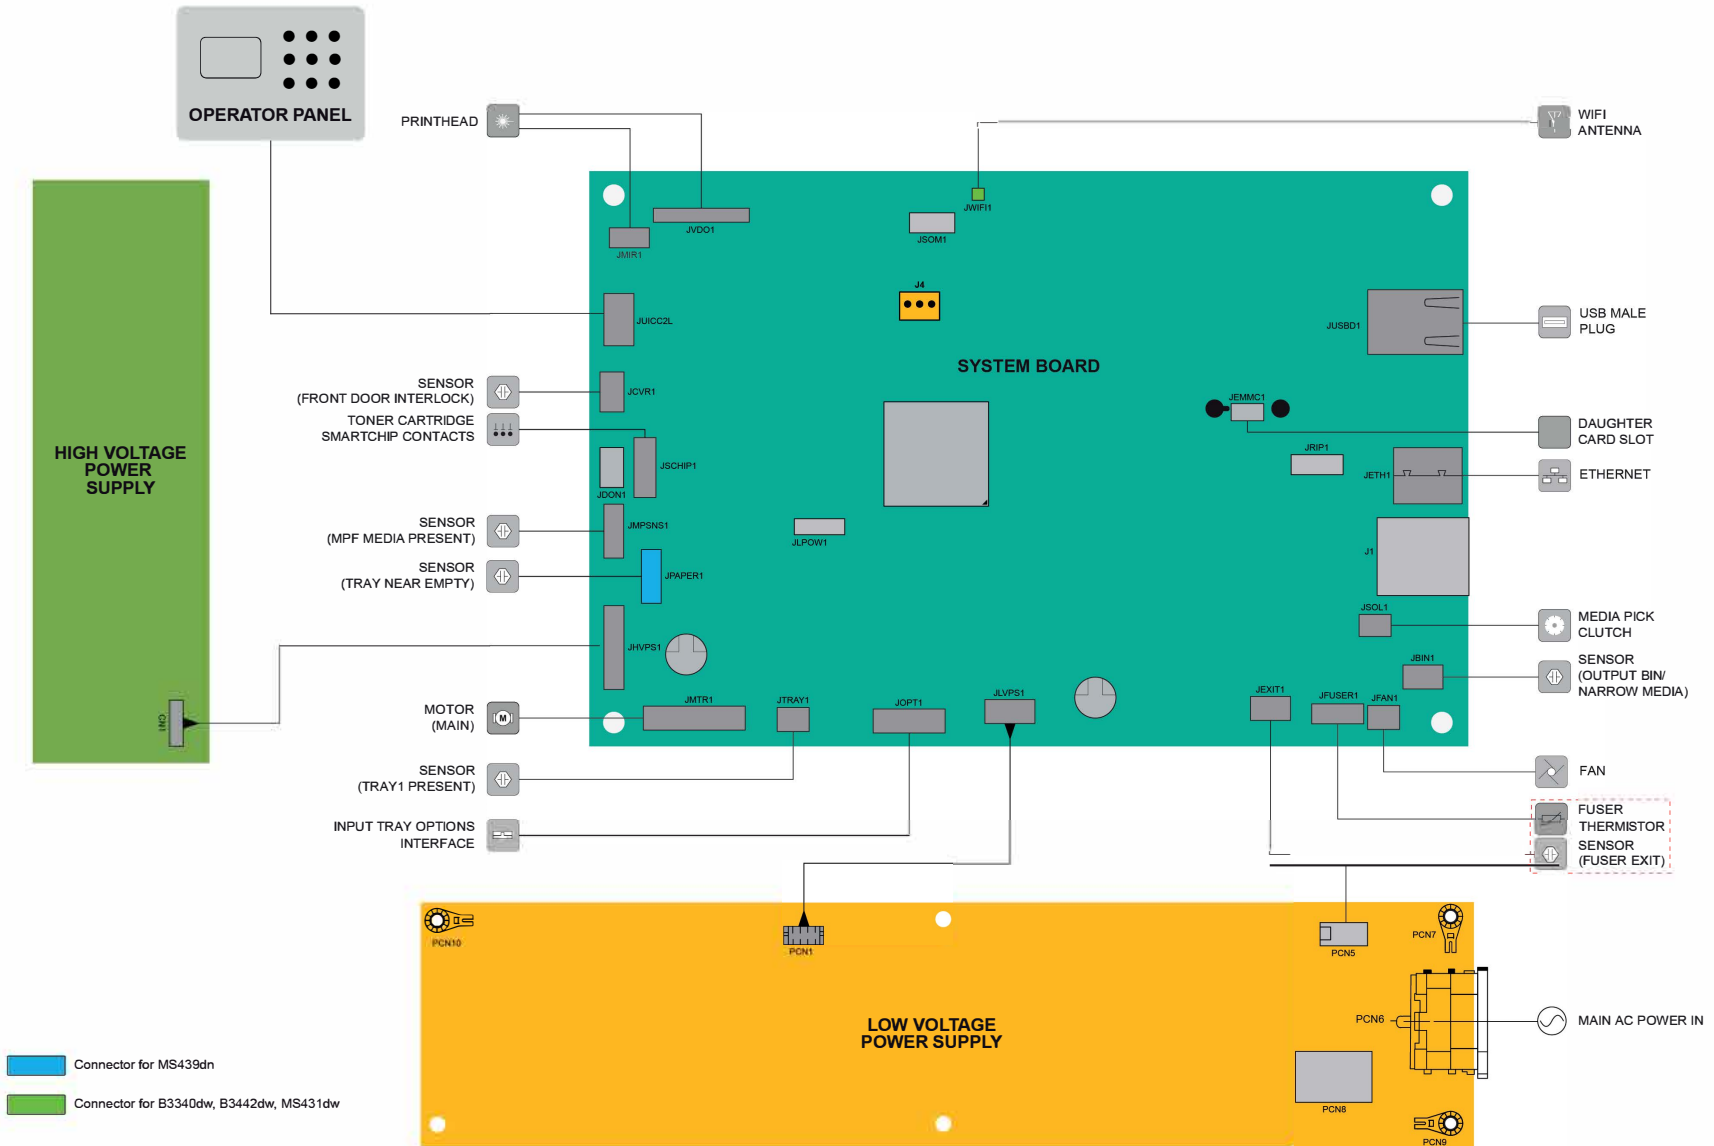 OPERATOR PANEL
PRINTHEAD
WIFI
ANTENNA
JWIFI1
JVDO1
JSOM1
JMIR1
J4
JUICC2L
JUSBD1
USB MALE
PLUG
SYSTEM BOARD
SENSOR
(FRONT DOOR INTERLOCK)
JCVR1
JEMMC1
TONER CARTRIDGE
SMARTCHIP CONTACTS
DAUGHTER
CARD SLOT
HIGH VOLTAGE
POWER
SUPPLY
JSCHIP1
JRIP1
JETH1
ETHERNET
JDON1
SENSOR
(MPF MEDIA PRESENT)
JMPSNS1
JLPOW1
J1
SENSOR
(TRAY NEAR EMPTY)
JPAPER1
JSOL1
MEDIA PICK
CLUTCH
JHVPS1
JBIN1
SENSOR
(OUTPUT BIN/
NARROW MEDIA)
CN1
MOTOR
(MAIN)
M
JMTR1
JTRAY1
JOPT1
JLVPS1
JEXIT1
JFUSER1
JFAN1
SENSOR
(TRAY1 PRESENT)
FAN
INPUT TRAY OPTIONS
INTERFACE
FUSER
THERMISTOR
SENSOR
(FUSER EXIT)
PCN10
PCN1
PCN5
PCN7
LOW VOLTAGE
POWER SUPPLY
PCN6
MAIN AC POWER IN
PCN8
PCN9
Connector for MS439dn
Connector for B3340dw, B3442dw, MS431dw